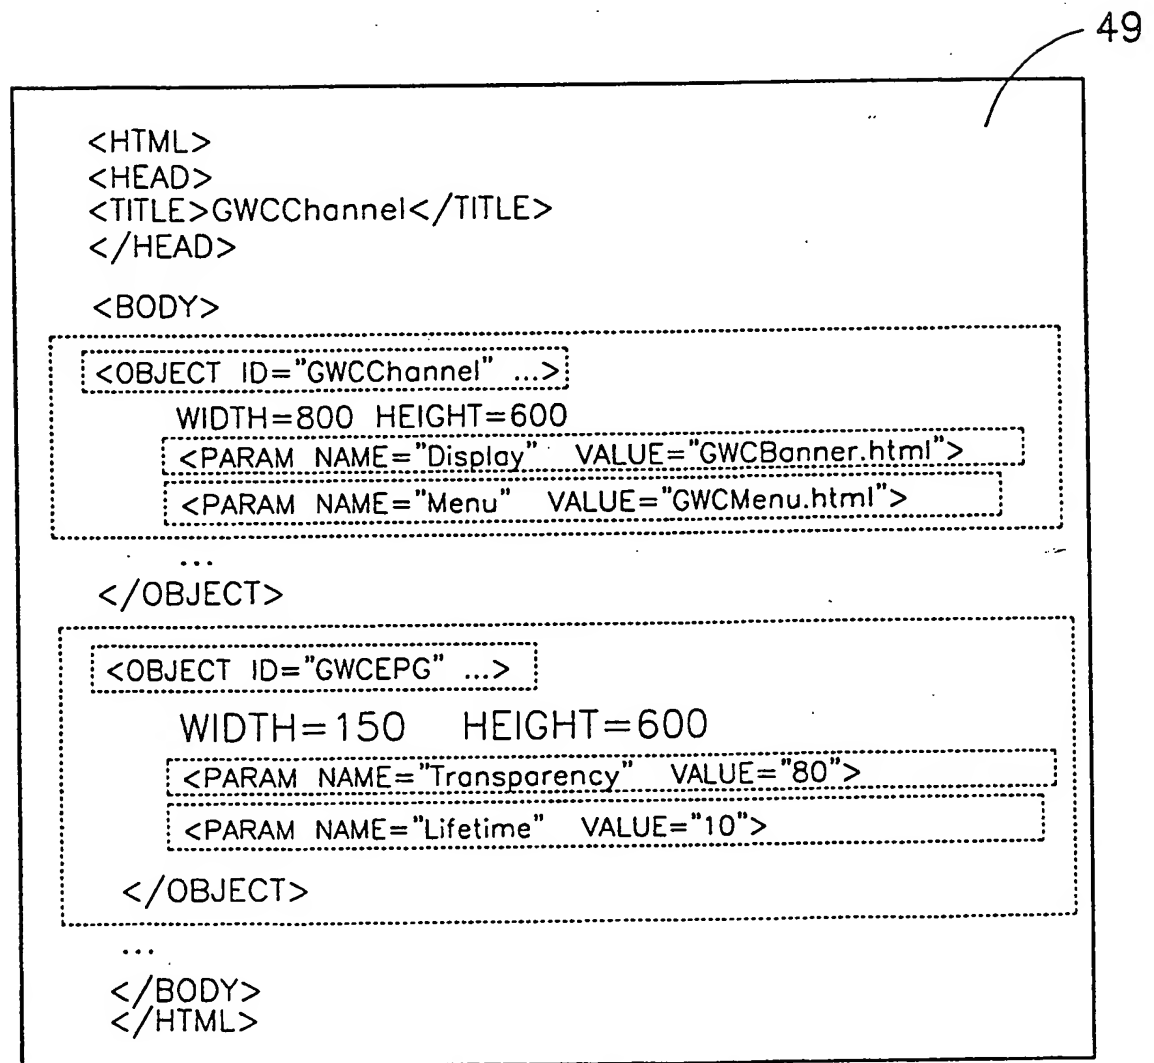 49
<HTML>
<HEAD>
<TITLE>GWCChannel</TITLE>
</HEAD>
<BODY>
<OBJECT ID="GWCChannel" ...>
WIDTH=800 HEIGHT=600
<PARAM NAME="Display" VALUE="GWCBanner.html">
<PARAM NAME="Menu" VALUE="GWCMenu.html">
...
</OBJECT>
<OBJECT ID="GWCEPG" ...>
WIDTH=150 HEIGHT=600
<PARAM NAME="Transparency" VALUE="80">
<PARAM NAME="Lifetime" VALUE="10">
</OBJECT>
...
</BODY>
</HTML>